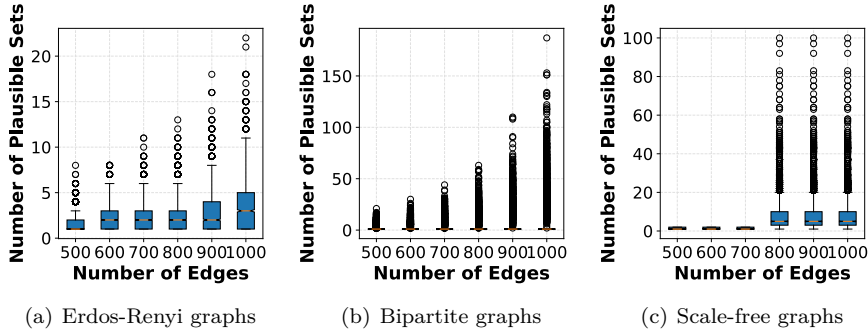 Number of Plausible Sets
20
15
10
5
0
500 600 700 800 900 1000
Number of Edges
(a) Erdos-Renyi graphs
Number of Plausible Sets
150
100
50
0
500 600 700 800 900 1000
Number of Edges
(b) Bipartite graphs
Number of Plausible Sets
100
80
60
40
20
0
500 600 700 800 900 1000
Number of Edges
(c) Scale-free graphs